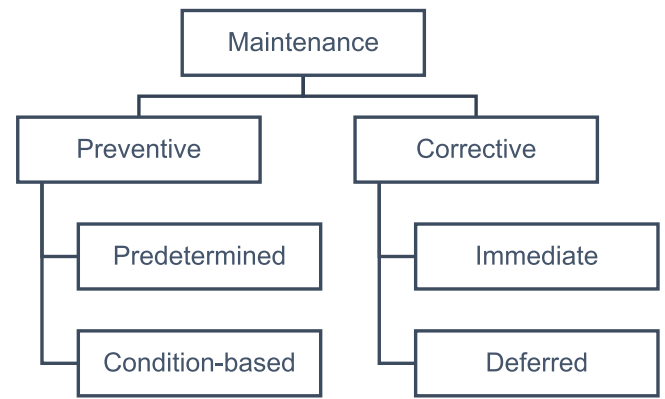 Maintenance
Preventive
Corrective
Predetermined
Immediate
Condition-based
Deferred